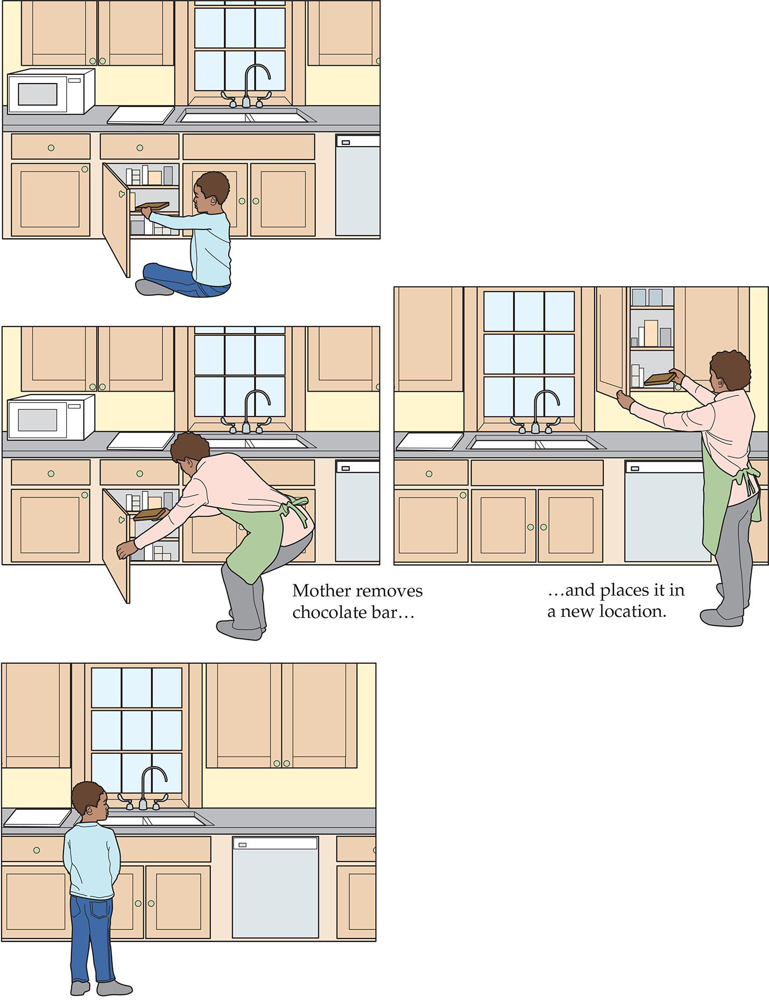 Mother removes
chocolate bar…
…and places it in
a new location.